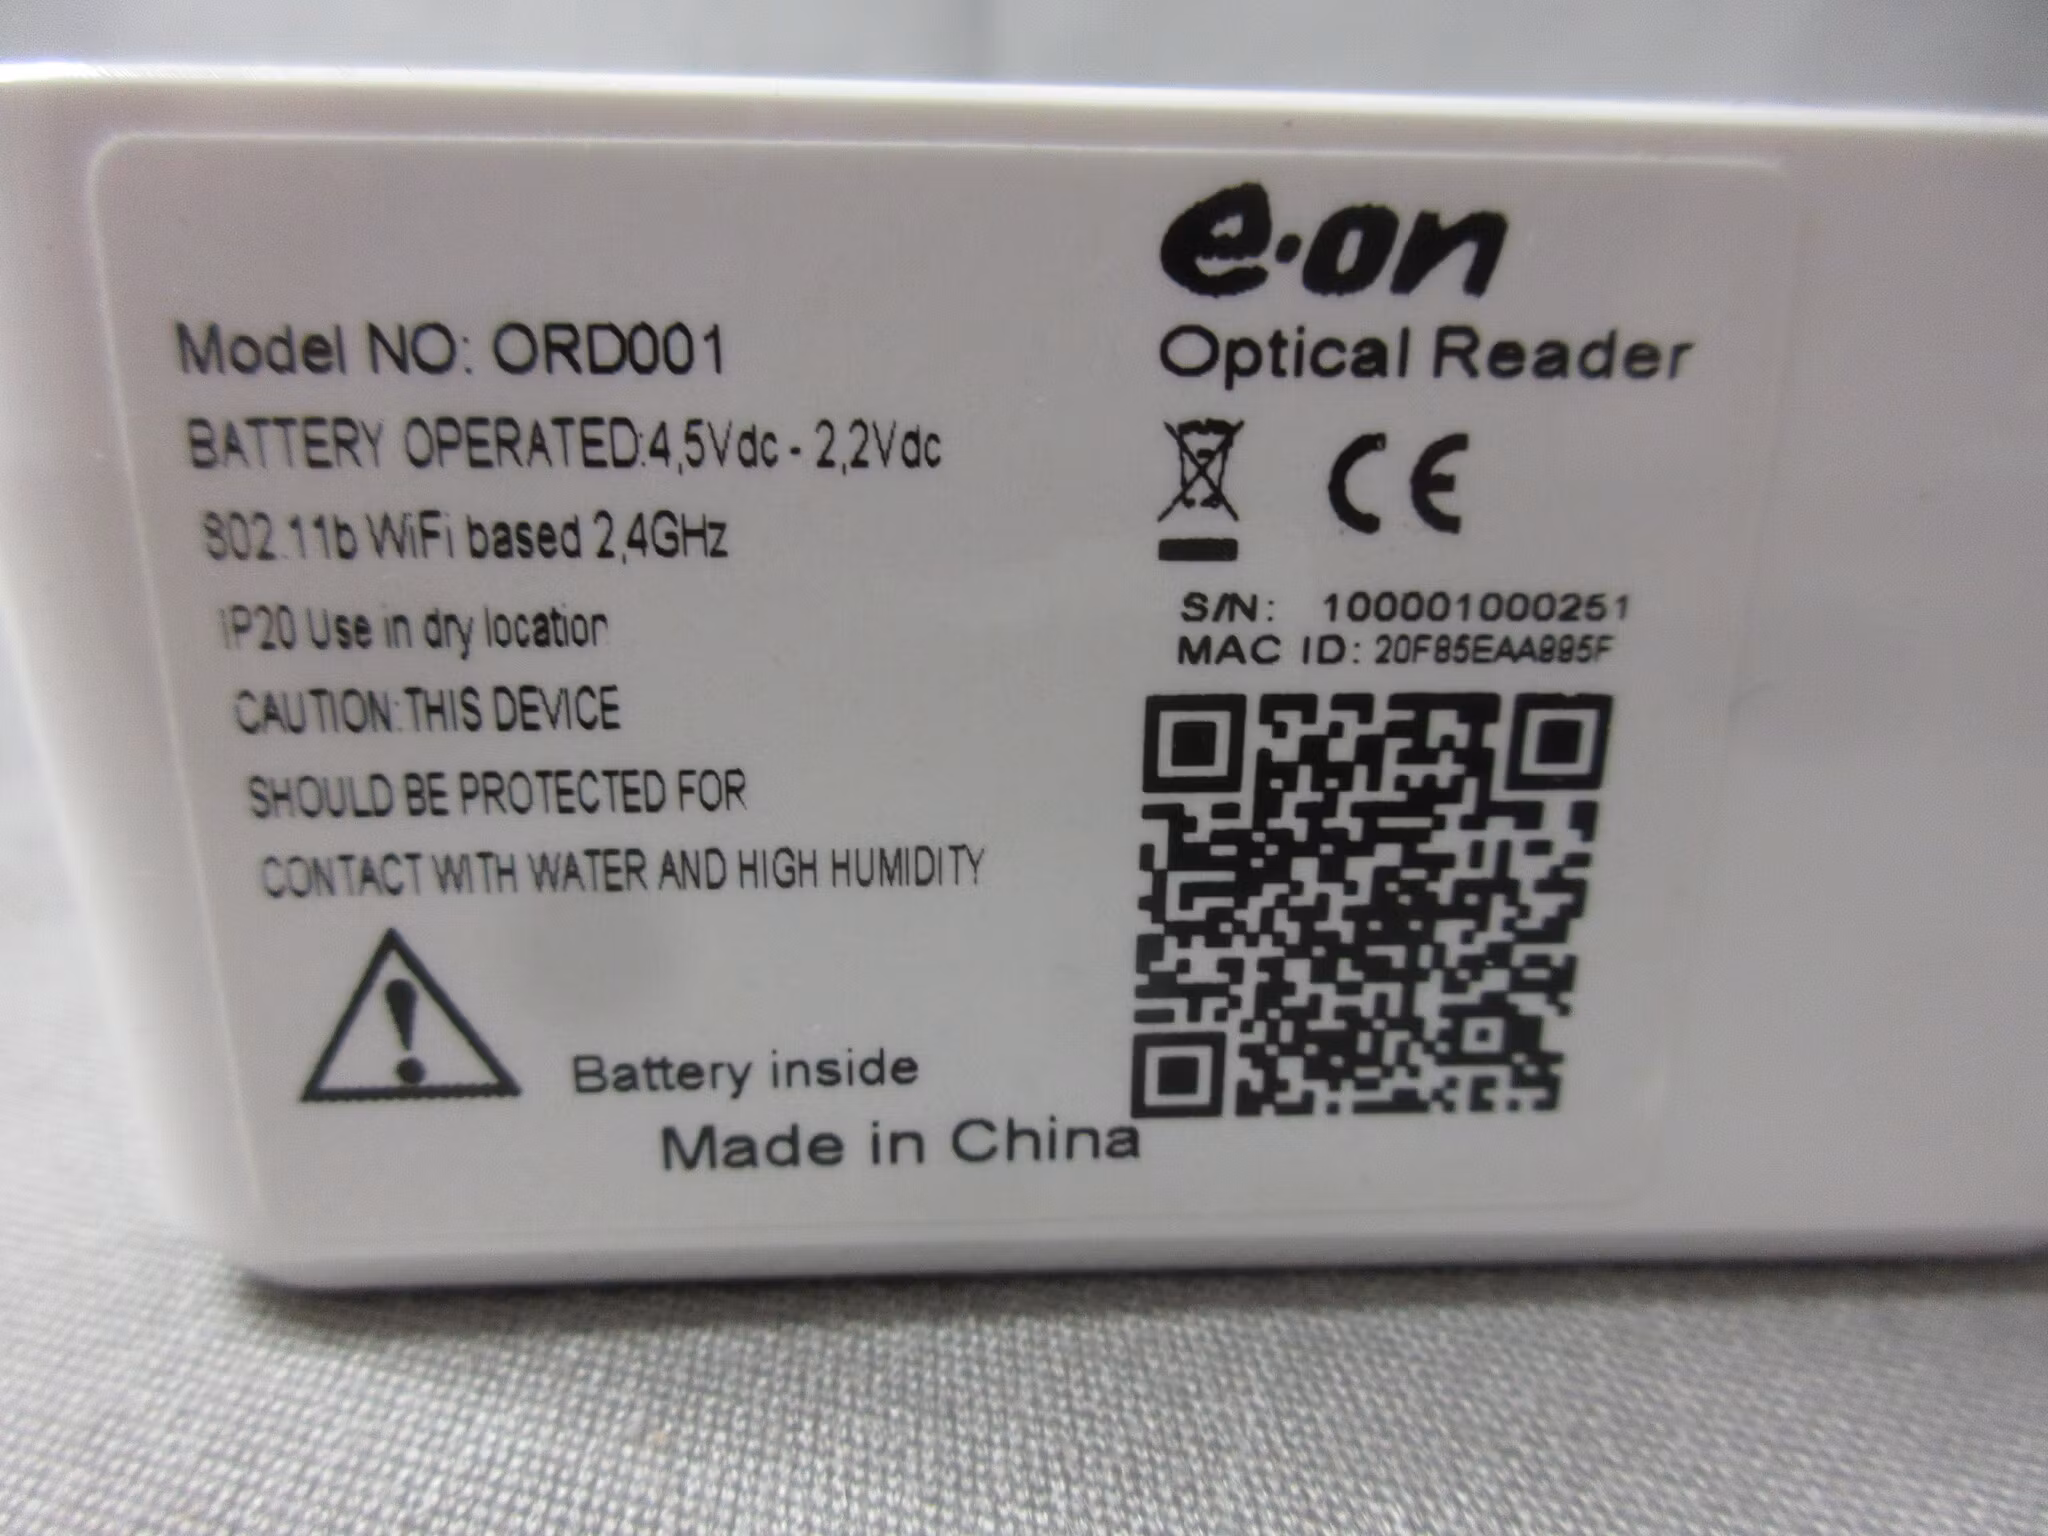 e·on
Optical Reader
Model NO: ORD001
BATTERY OPERATED:4,5Vdc - 2,2Vdc
802.11b WiFi based 2,4GHz
IP20 Use in dry location
CAUTION:THIS DEVICE
SHOULD BE PROTECTED FOR
CONTACT WITH WATER AND HIGH HUMIDITY
CE
S/N: 100001000251
MAC ID:
Battery inside
Made in China